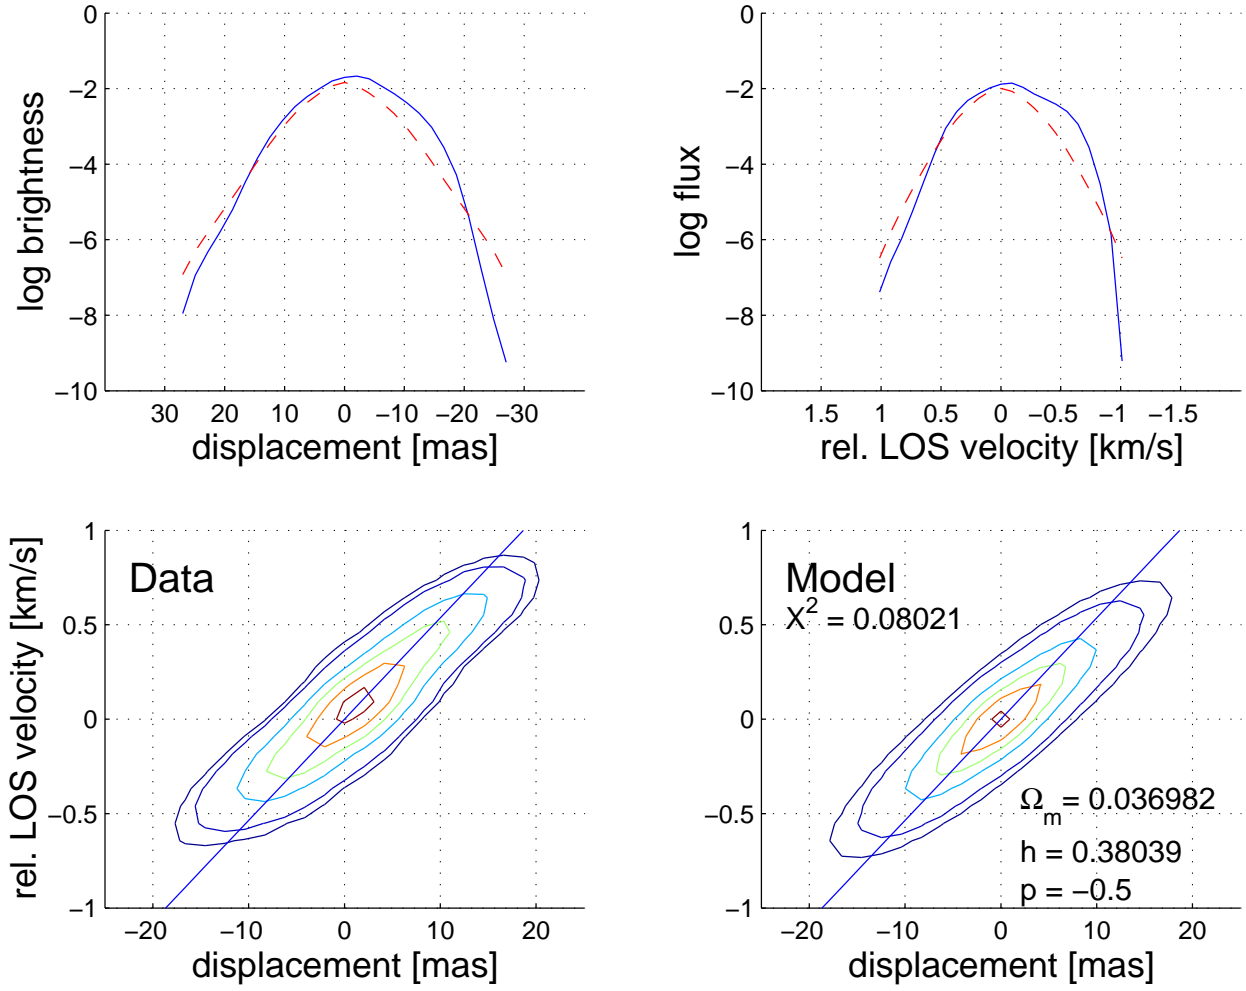 0
−2
−4
−6
−8
−10
log brightness
30 20 10 0 −10 −20 −30
displacement [mas]
0
−2
−4
−6
−8
−10
log flux
1.5 1 0.5 0 −0.5 −1 −1.5
rel. LOS velocity [km/s]
1
0.5
0
−0.5
−1
rel. LOS velocity [km/s]
Data
−20 −10 0 10 20
displacement [mas]
1
0.5
0
−0.5
−1
Model
X² = 0.08021
Ωₘ= 0.036982
h = 0.38039
p = −0.5
−20 −10 0 10 20
displacement [mas]